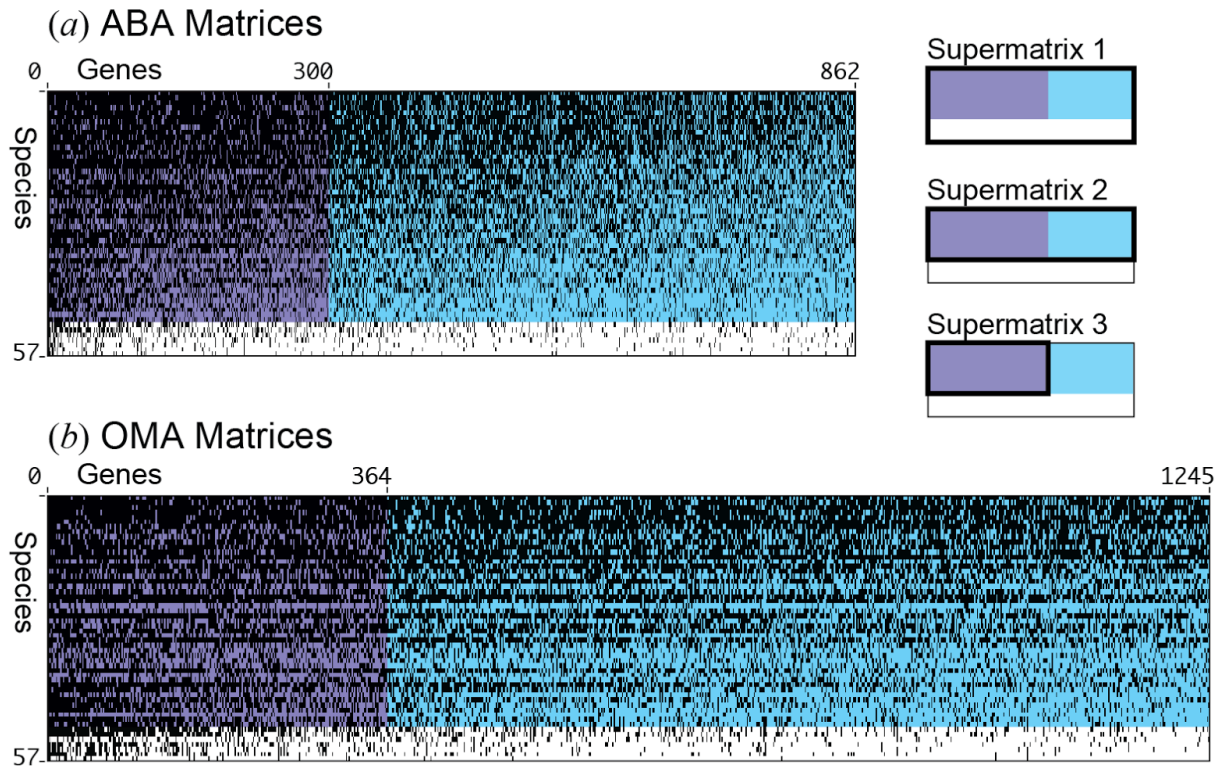 (a) ABA Matrices
0 Genes 300 862
Species
57
Supermatrix 1
Supermatrix 2
Supermatrix 3
(b) OMA Matrices
0 Genes 364 1245
Species
57